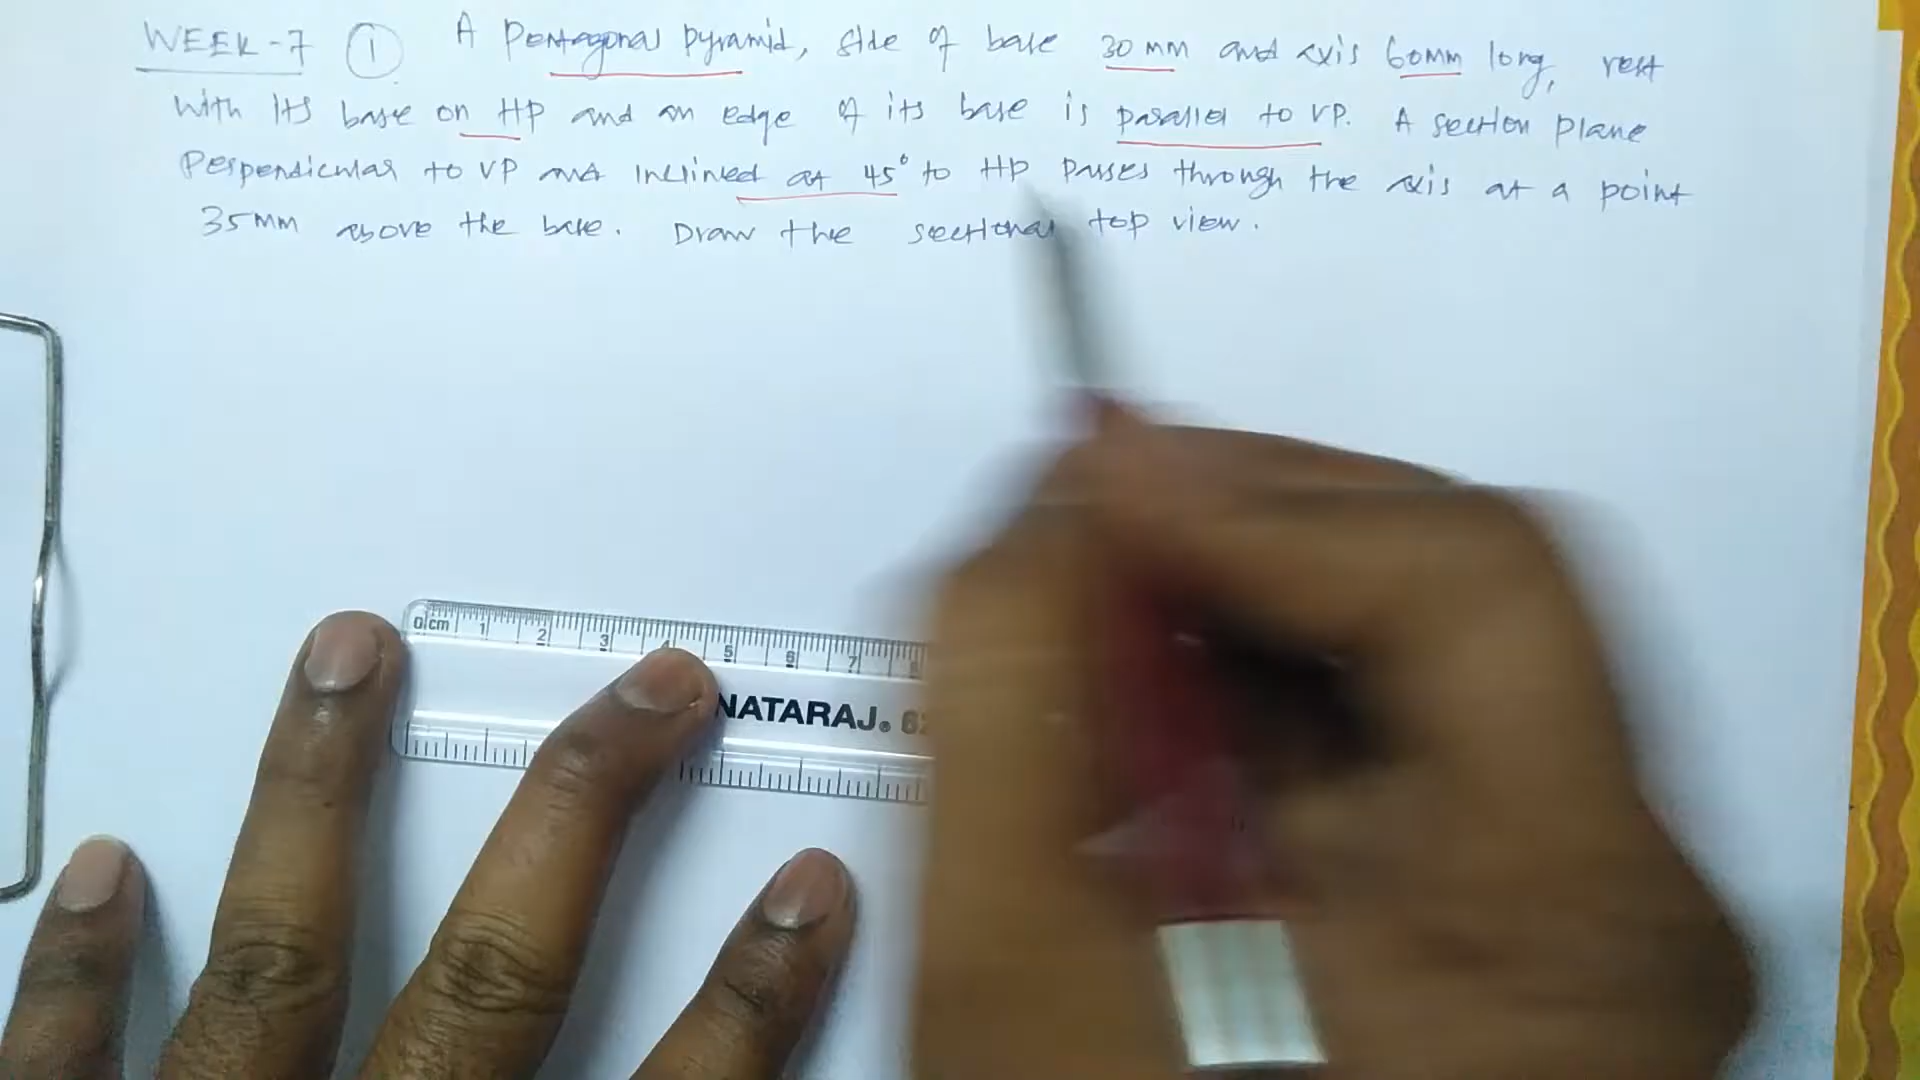 WEEK-7 ① A Pentagonal pyramid, side of base 30 mm and axis 60mm long, rest
with its base on HP and an edge of its base is parallel to VP. A section plane
Perpendicular to VP and inclined at 45° to HP passes through the axis at a point
35mm above the base. Draw the sectional top view.
0cm 1 2 3 4 5 6 7
NATARAJ® 62